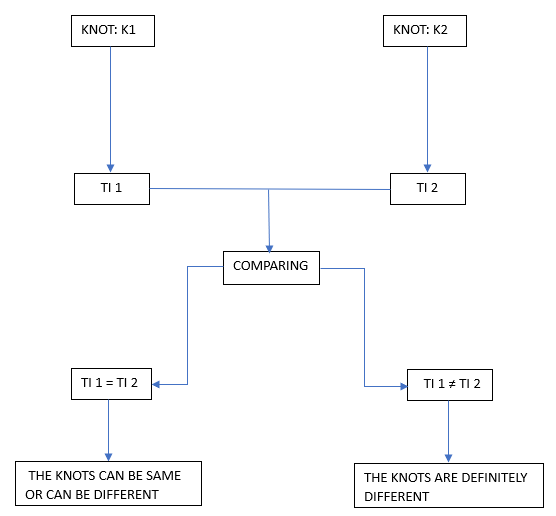 KNOT: K1
KNOT: K2
TI 1
TI 2
COMPARING
TI 1 = TI 2
TI 1 ≠ TI 2
THE KNOTS CAN BE SAME
OR CAN BE DIFFERENT
THE KNOTS ARE DEFINITELY
DIFFERENT